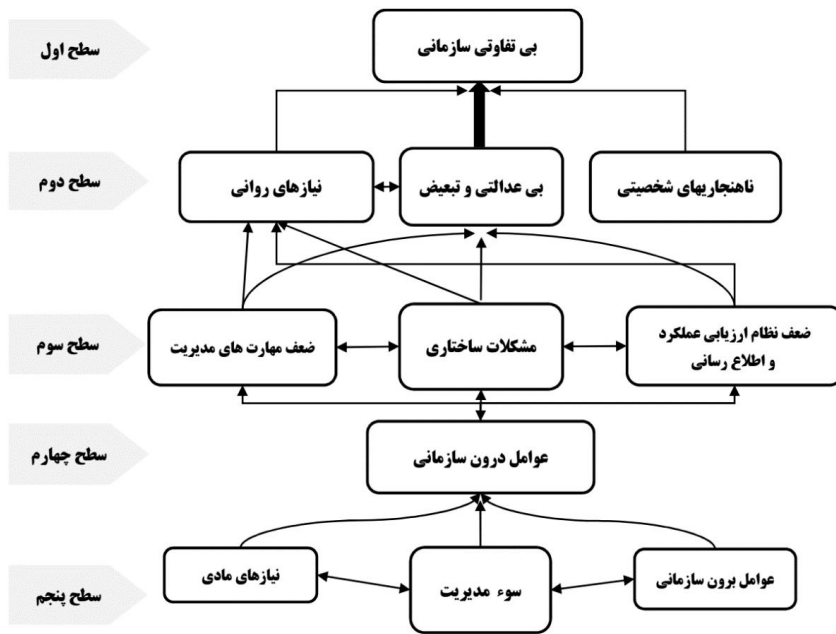 سطح اول
بی تفاوتی سازمانی
سطح دوم
ناهنجاریهای شخصیتی
بی عدالتی و تبعیض
نیازهای روانی
سطح سوم
ضعف نظام ارزیابی عملکرد
و اطلاع رسانی
مشکلات ساختاری
ضعف مهارت های مدیریت
سطح چهارم
عوامل درون سازمانی
سطح پنجم
عوامل برون سازمانی
سوء مدیریت
نیازهای مادی